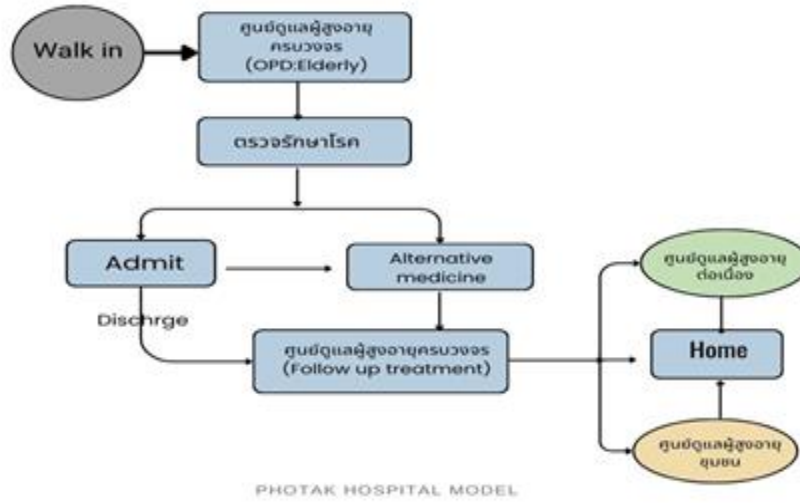 Walk in
ศูนย์ดูแลผู้สูงอายุ
ครบวงจร
(OPD:Elderly)
ตรวจรักษาโรค
Admit
Alternative
medicine
Dischrge
ศูนย์ดูแลผู้สูงอายุครบวงจร
(Follow up treatment)
ศูนย์ดูแลผู้สูงอายุ
ต่อเนื่อง
Home
ศูนย์ดูแลผู้สูงอายุ
ชุมชน
PHOTAK HOSPITAL MODEL